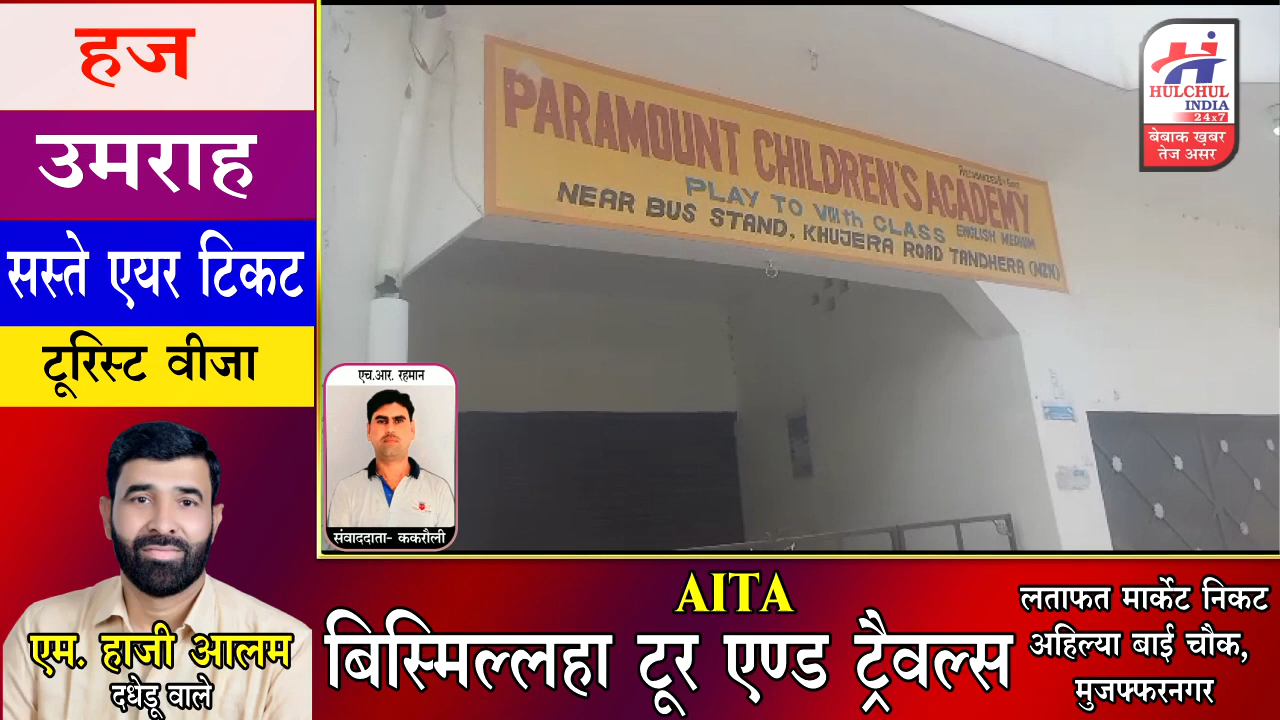 हज
उमराह
सस्ते एयर टिकट
टूरिस्ट वीजा
एम. हाजी आलम
दधेडू वाले
PARAMOUNT CHILDREN'S ACADEMY
PLAY TO VIIIth CLASS ENGLISH MEDIUM
NEAR BUS STAND, KHUJERA ROAD TANDHERA (MZN)
HULCHUL
INDIA
24x7
बेबाक ख़बर
तेज असर
एच.आर. रहमान
संवाददाता- ककरौली
AITA
बिस्मिल्लहा टूर एण्ड ट्रैवल्स
लताफत मार्केट निकट
अहिल्या बाई चौक,
मुजफ्फरनगर